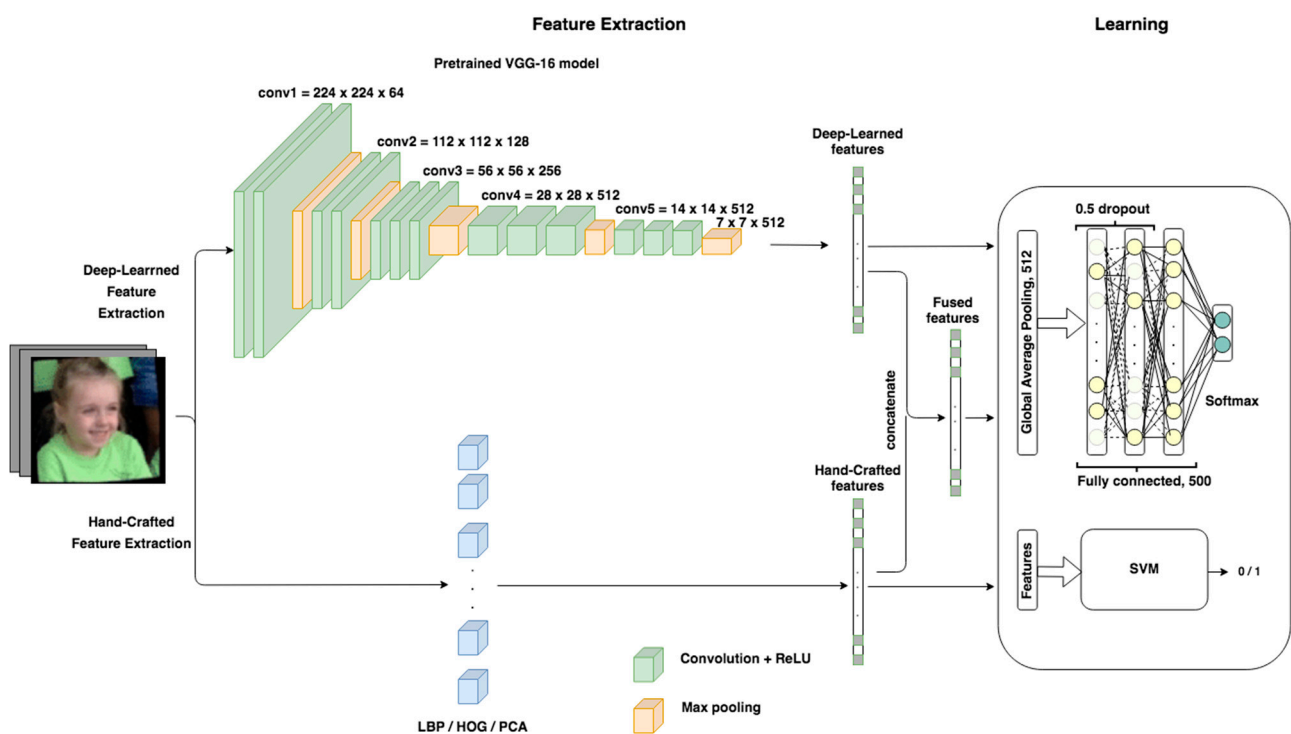 Feature Extraction
Learning
Pretrained VGG-16 model
conv1 = 224 x 224 x 64
conv2 = 112 x 112 x 128
conv3 = 56 x 56 x 256
conv4 = 28 x 28 x 512
conv5 = 14 x 14 x 512
7 x 7 x 512
Deep-Learned
features
Deep-Learrned
Feature
Extraction
Fused
features
concatenate
Hand-Crafted
features
Hand-Crafted
Feature Extraction
LBP / HOG / PCA
Convolution + ReLU
Max pooling
0.5 dropout
Global Average Pooling, 512
Softmax
Fully connected, 500
Features
SVM
0 / 1